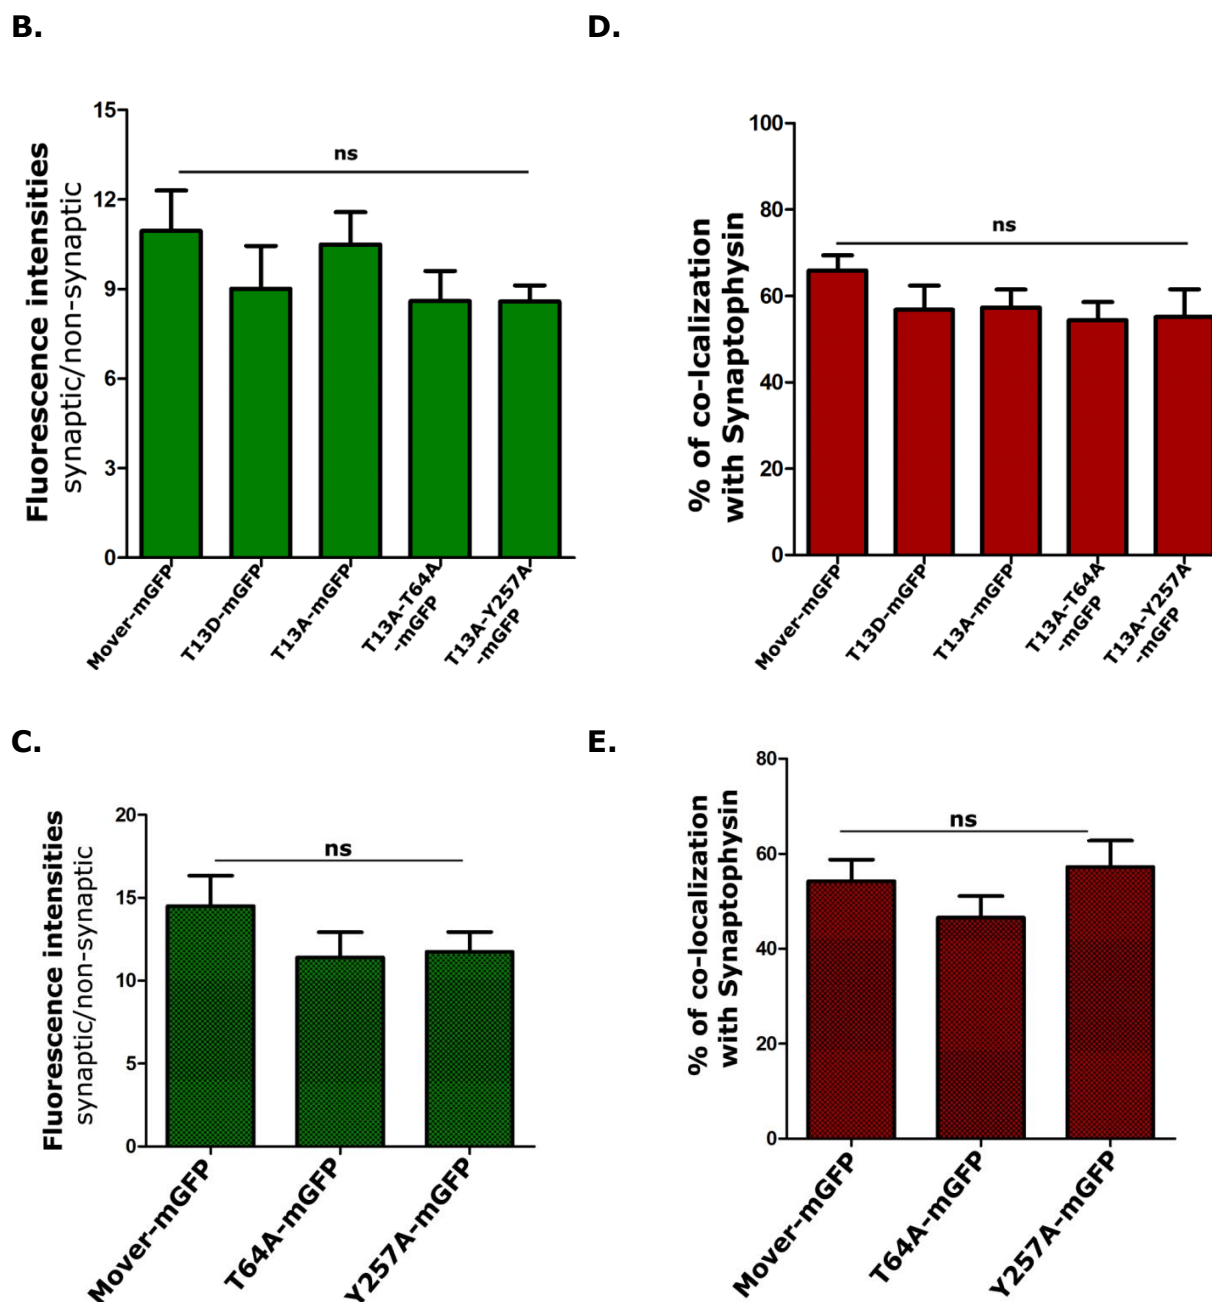 B.
Fluorescence intensities
synaptic/non-synaptic
15
12
9
6
3
0
ns
Mover-mGFP
T13D-mGFP
T13A-mGFP
T13A-T64A
-mGFP
T13A-Y257A
-mGFP
D.
% of co-lcalization
with Synaptophysin
100
80
60
40
20
0
ns
Mover-mGFP
T13D-mGFP
T13A-mGFP
T13A-T64A
-mGFP
T13A-Y257A
-mGFP
C.
Fluorescence intensities
synaptic/non-synaptic
20
15
10
5
0
ns
Mover-mGFP
T64A-mGFP
Y257A-mGFP
E.
% of co-localization
with Synaptophysin
80
60
40
20
0
ns
Mover-mGFP
T64A-mGFP
Y257A-mGFP